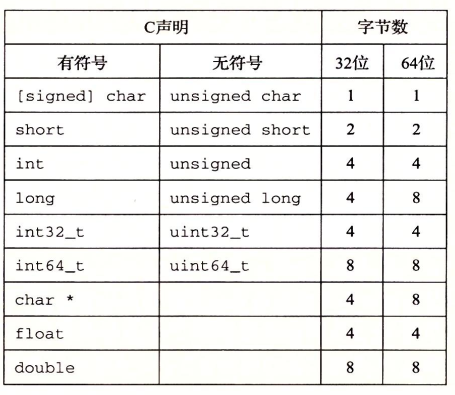 C声明 字节数
有符号 无符号 32位 64位
[signed] char unsigned char 1 1
short unsigned short 2 2
int unsigned 4 4
long unsigned long 4 8
int32_t uint32_t 4 4
int64_t uint64_t 8 8
char * 4 8
float 4 4
double 8 8